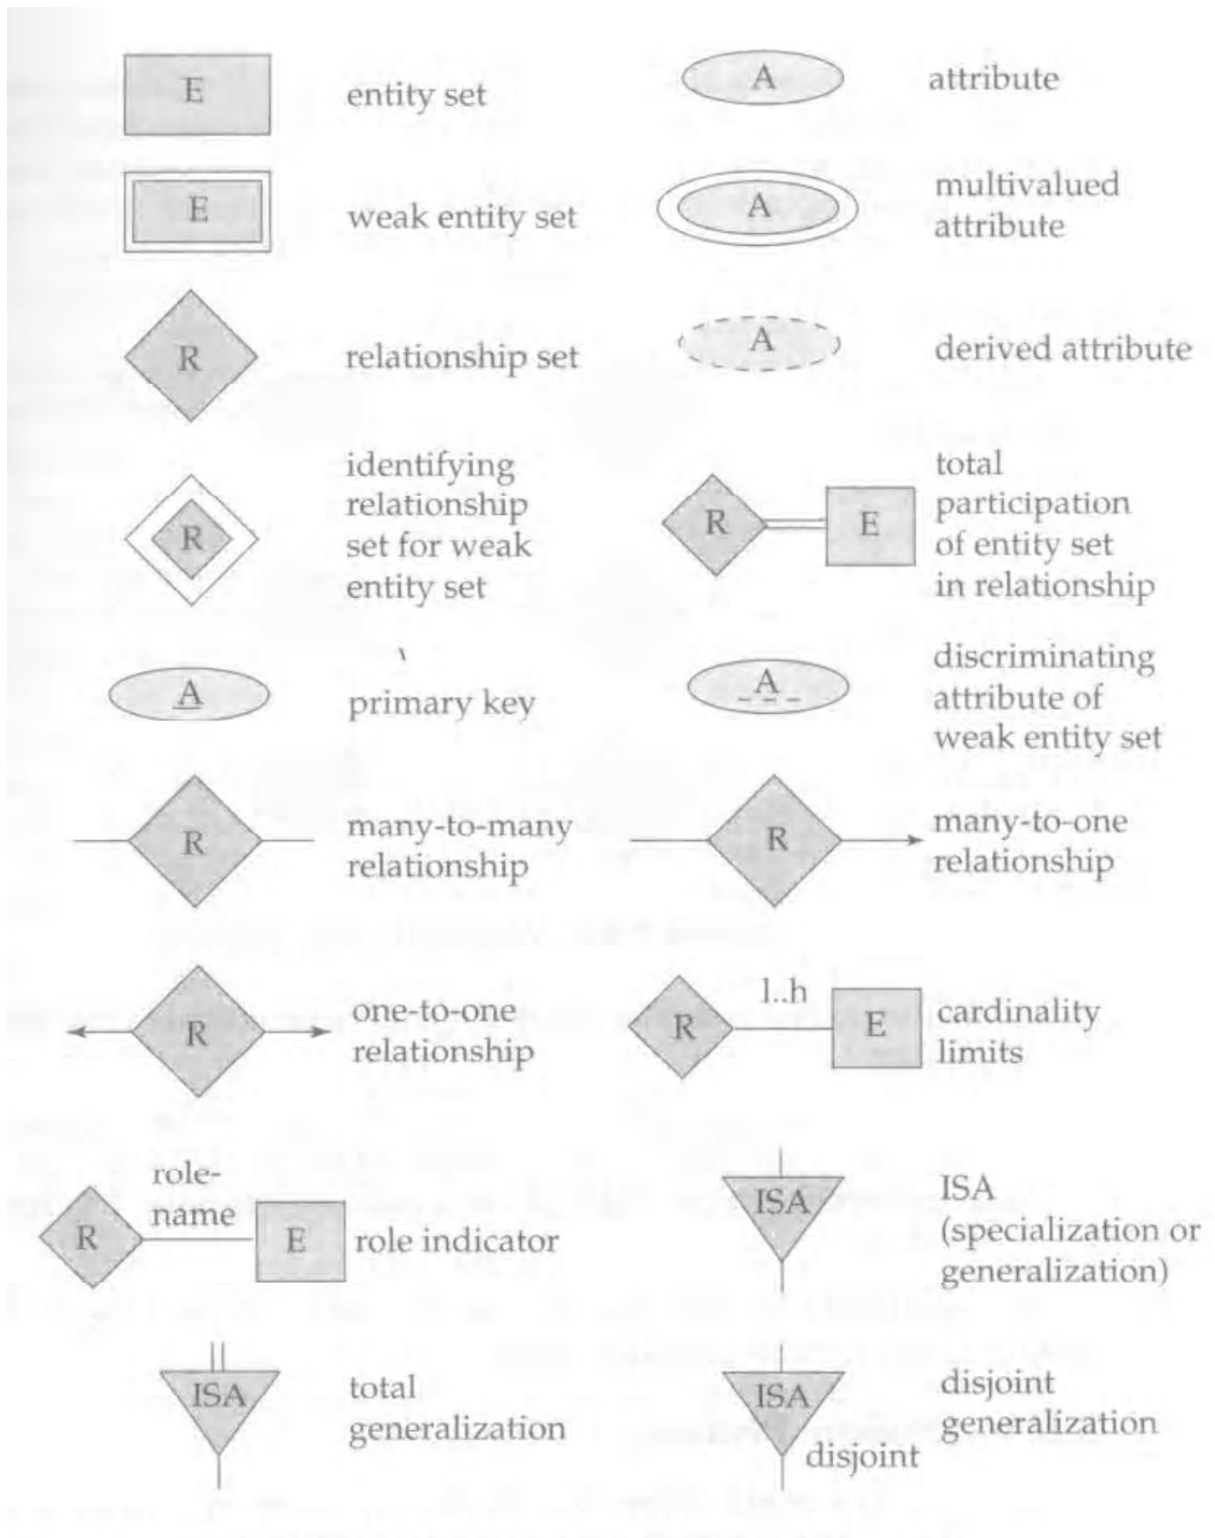 E
entity set
A
attribute
E
weak entity set
A
multivalued
attribute
R
relationship set
A
derived attribute
R
identifying
relationship
set for weak
entity set
R
E
total
participation
of entity set
in relationship
A
primary key
A
discriminating
attribute of
weak entity set
R
many-to-many
relationship
R
many-to-one
relationship
R
one-to-one
relationship
R
l..h
E
cardinality
limits
R
role-
name
E
role indicator
ISA
ISA
(specialization or
generalization)
ISA
total
generalization
ISA
disjoint
disjoint
generalization